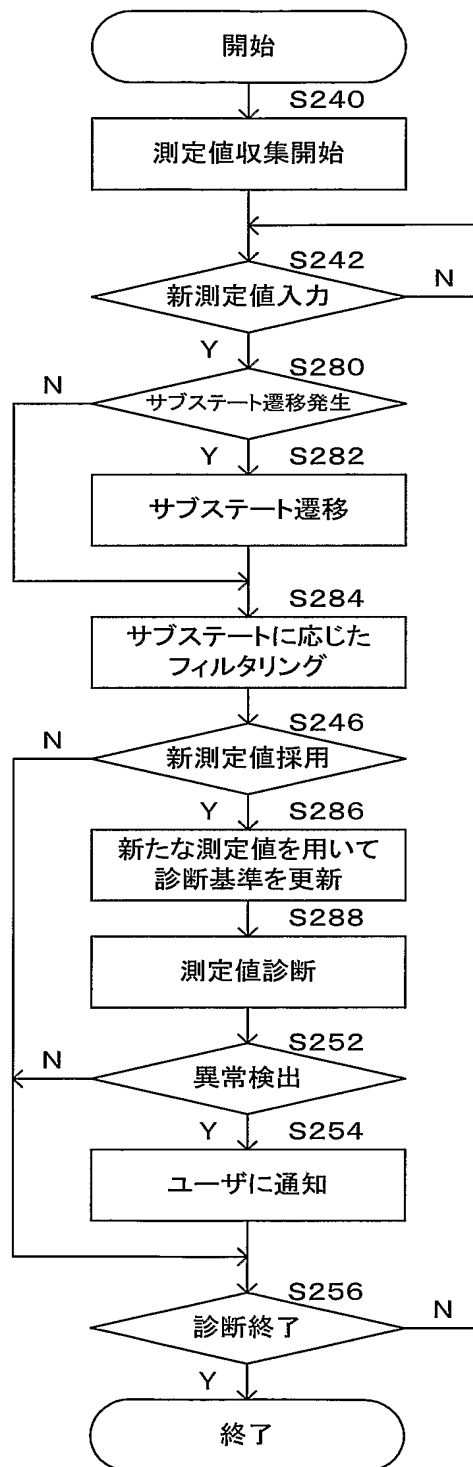 開始
S240
測定値収集開始
S242
新測定値入力
N
Y
S280
N
サブステート遷移発生
Y
S282
サブステート遷移
S284
サブステートに応じた
フィルタリング
S246
N
新測定値採用
Y
S286
新たな測定値を用いて
診断基準を更新
S288
測定値診断
S252
N
異常検出
Y
S254
ユーザに通知
S256
N
診断終了
Y
終了